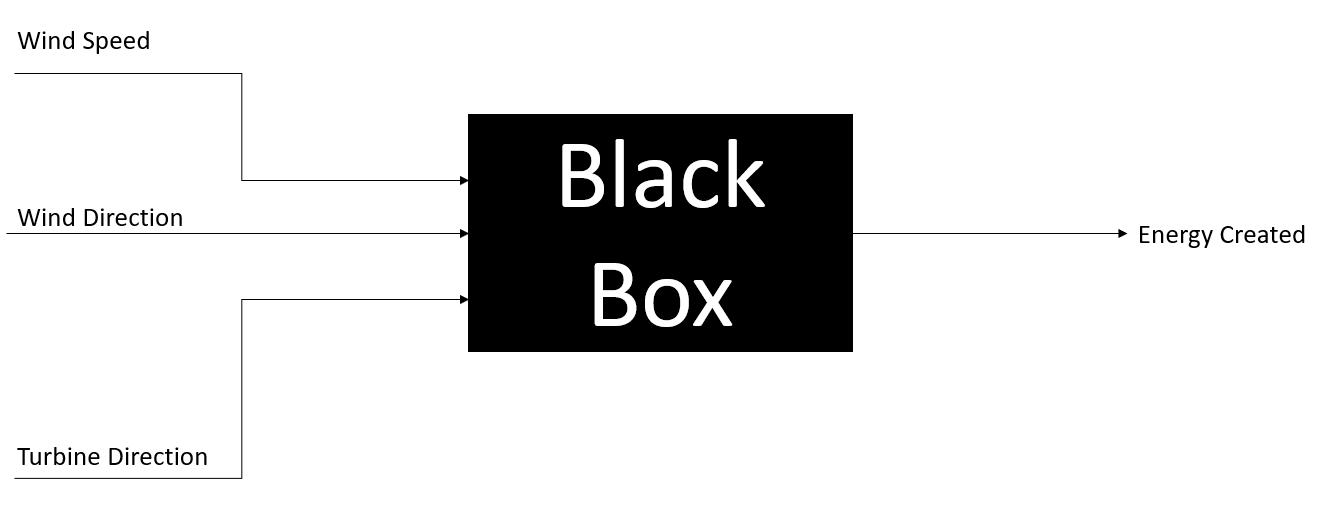 Wind Speed
Black
Wind Direction
Energy Created
Box
Turbine Direction